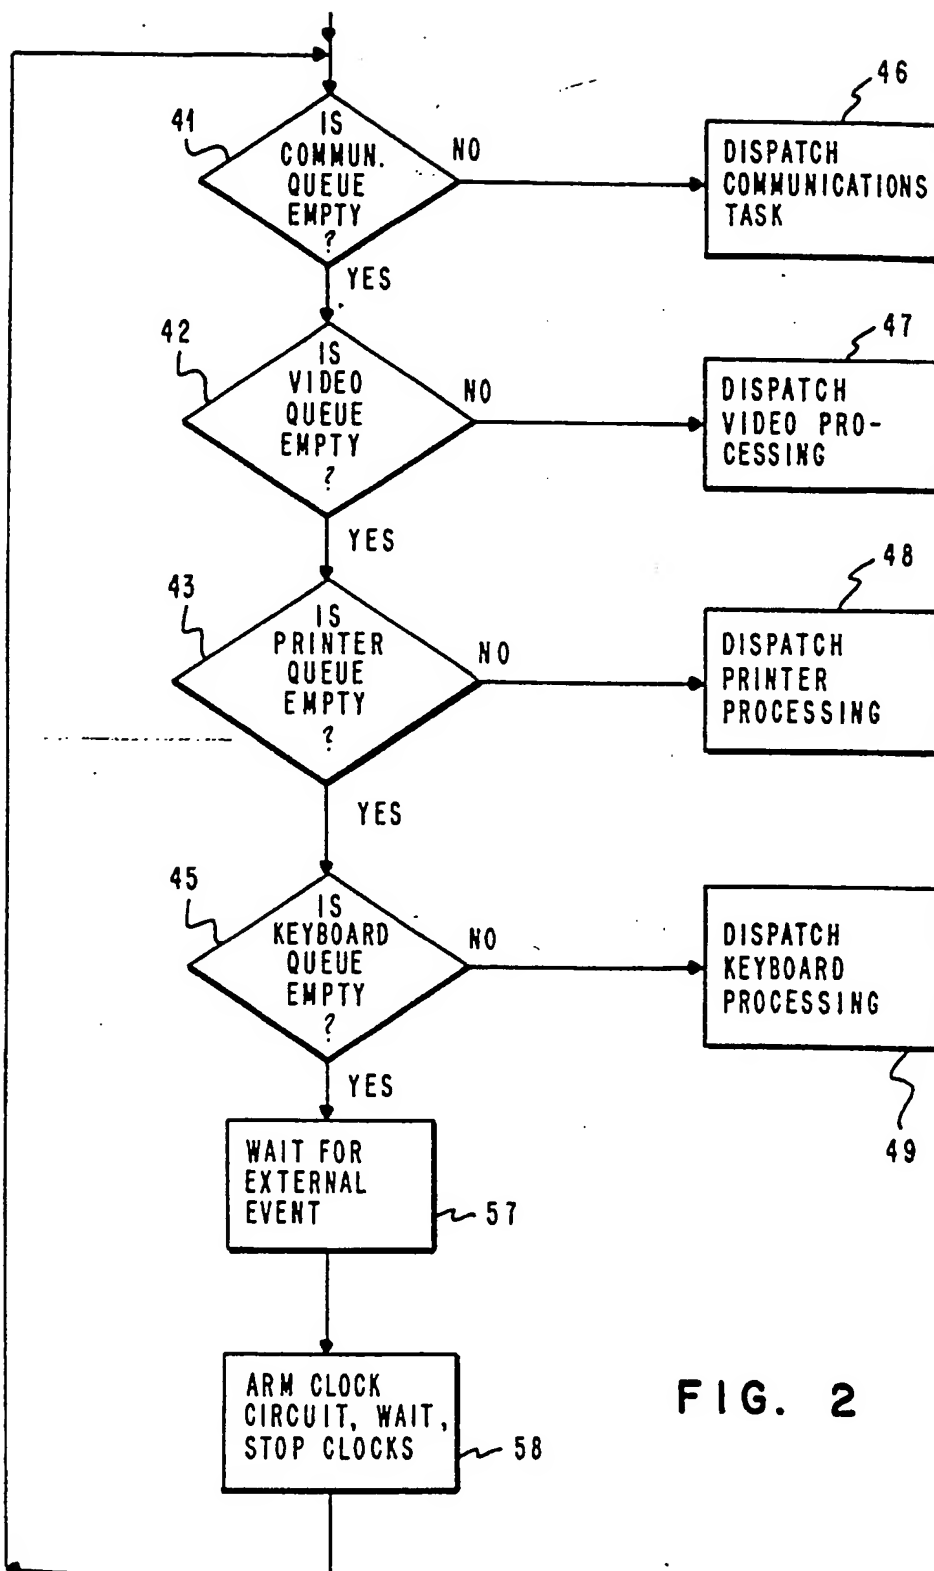 41
IS
COMMUN.
QUEUE
EMPTY
?
NO
46
DISPATCH
COMMUNICATIONS
TASK
YES
42
IS
VIDEO
QUEUE
EMPTY
?
NO
47
DISPATCH
VIDEO PRO-
CESSING
YES
43
IS
PRINTER
QUEUE
EMPTY
?
NO
48
DISPATCH
PRINTER
PROCESSING
YES
45
IS
KEYBOARD
QUEUE
EMPTY
?
NO
DISPATCH
KEYBOARD
PROCESSING
49
YES
WAIT FOR
EXTERNAL
EVENT
57
ARM CLOCK
CIRCUIT, WAIT,
STOP CLOCKS
58
FIG. 2